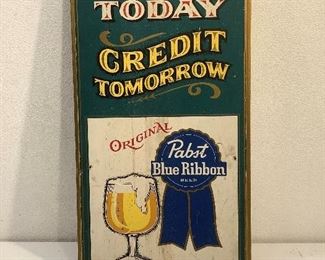 TODAY
CREDIT
TOMORROW
ORIGINAL
Pabst
Blue Ribbon